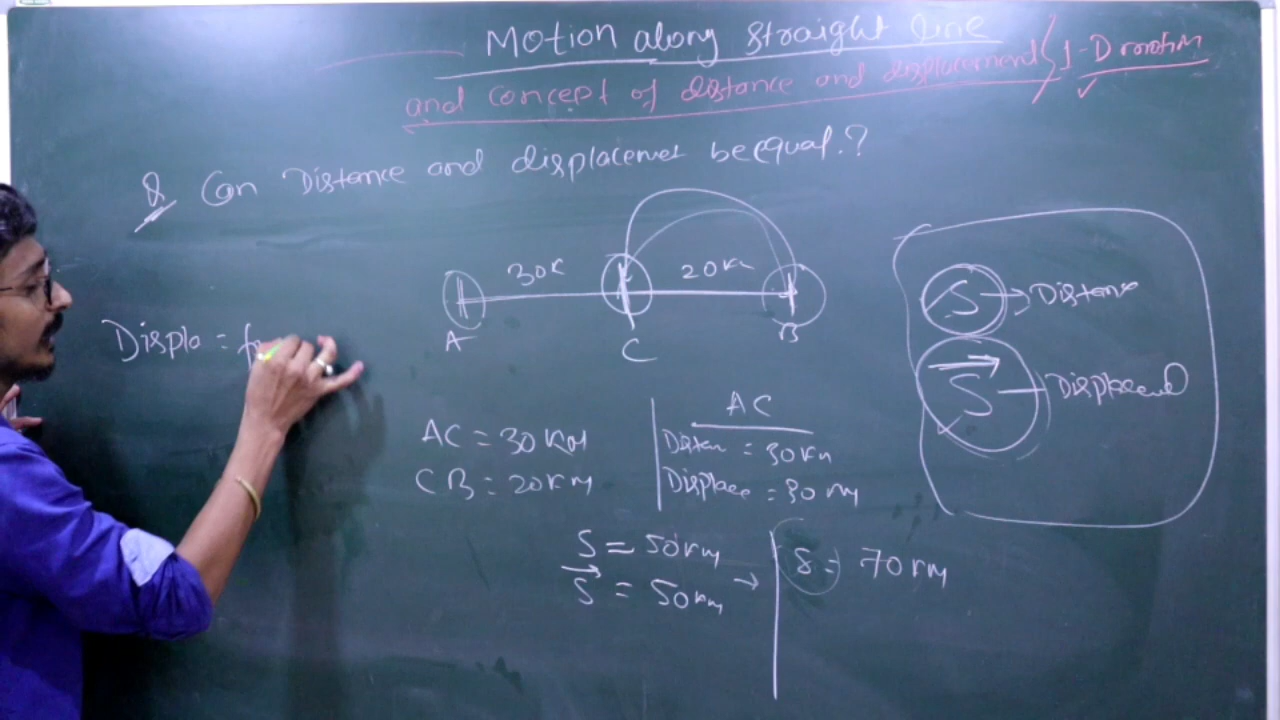 Motion along straight line
and concept of distance and displacement / 1-D motion
Q Can Distance and displacemet be equal.?
30K 20Km
A C B
S → Distance
S — Displacemet
Displa = f
AC = 30 Km
CB = 20 Km
AC
Distan = 30 Km
Displace = 30 Km
S = 50 Km
S = 50 Km →
S = 70 Km